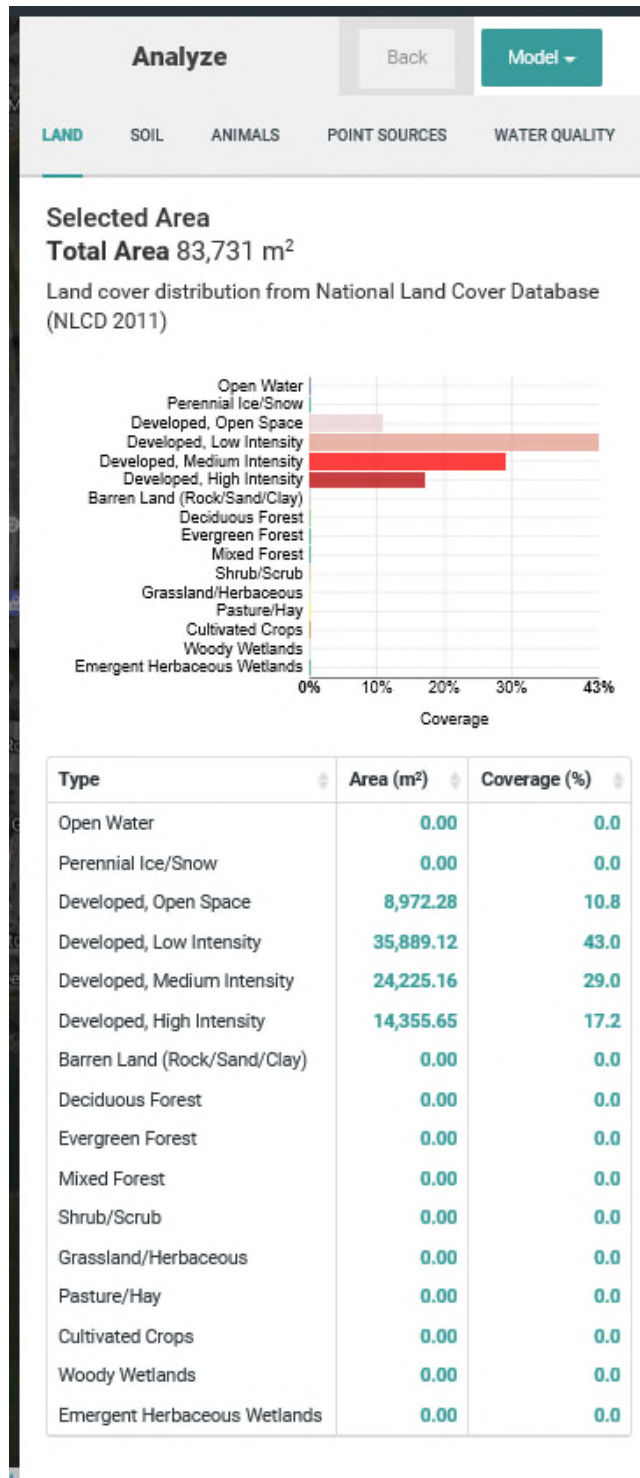 Analyze Back Model
LAND SOIL ANIMALS POINT SOURCES WATER QUALITY
Selected Area
Total Area 83,731 m²
Land cover distribution from National Land Cover Database
(NLCD 2011)
Open Water
Perennial Ice/Snow
Developed, Open Space
Developed, Low Intensity
Developed, Medium Intensity
Developed, High Intensity
Barren Land (Rock/Sand/Clay)
Deciduous Forest
Evergreen Forest
Mixed Forest
Shrub/Scrub
Grassland/Herbaceous
Pasture/Hay
Cultivated Crops
Woody Wetlands
Emergent Herbaceous Wetlands
0% 10% 20% 30% 43%
Coverage
Type Area (m²) Coverage (%)
Open Water 0.00 0.0
Perennial Ice/Snow 0.00 0.0
Developed, Open Space 8,972.28 10.8
Developed, Low Intensity 35,889.12 43.0
Developed, Medium Intensity 24,225.16 29.0
Developed, High Intensity 14,355.65 17.2
Barren Land (Rock/Sand/Clay) 0.00 0.0
Deciduous Forest 0.00 0.0
Evergreen Forest 0.00 0.0
Mixed Forest 0.00 0.0
Shrub/Scrub 0.00 0.0
Grassland/Herbaceous 0.00 0.0
Pasture/Hay 0.00 0.0
Cultivated Crops 0.00 0.0
Woody Wetlands 0.00 0.0
Emergent Herbaceous Wetlands 0.00 0.0